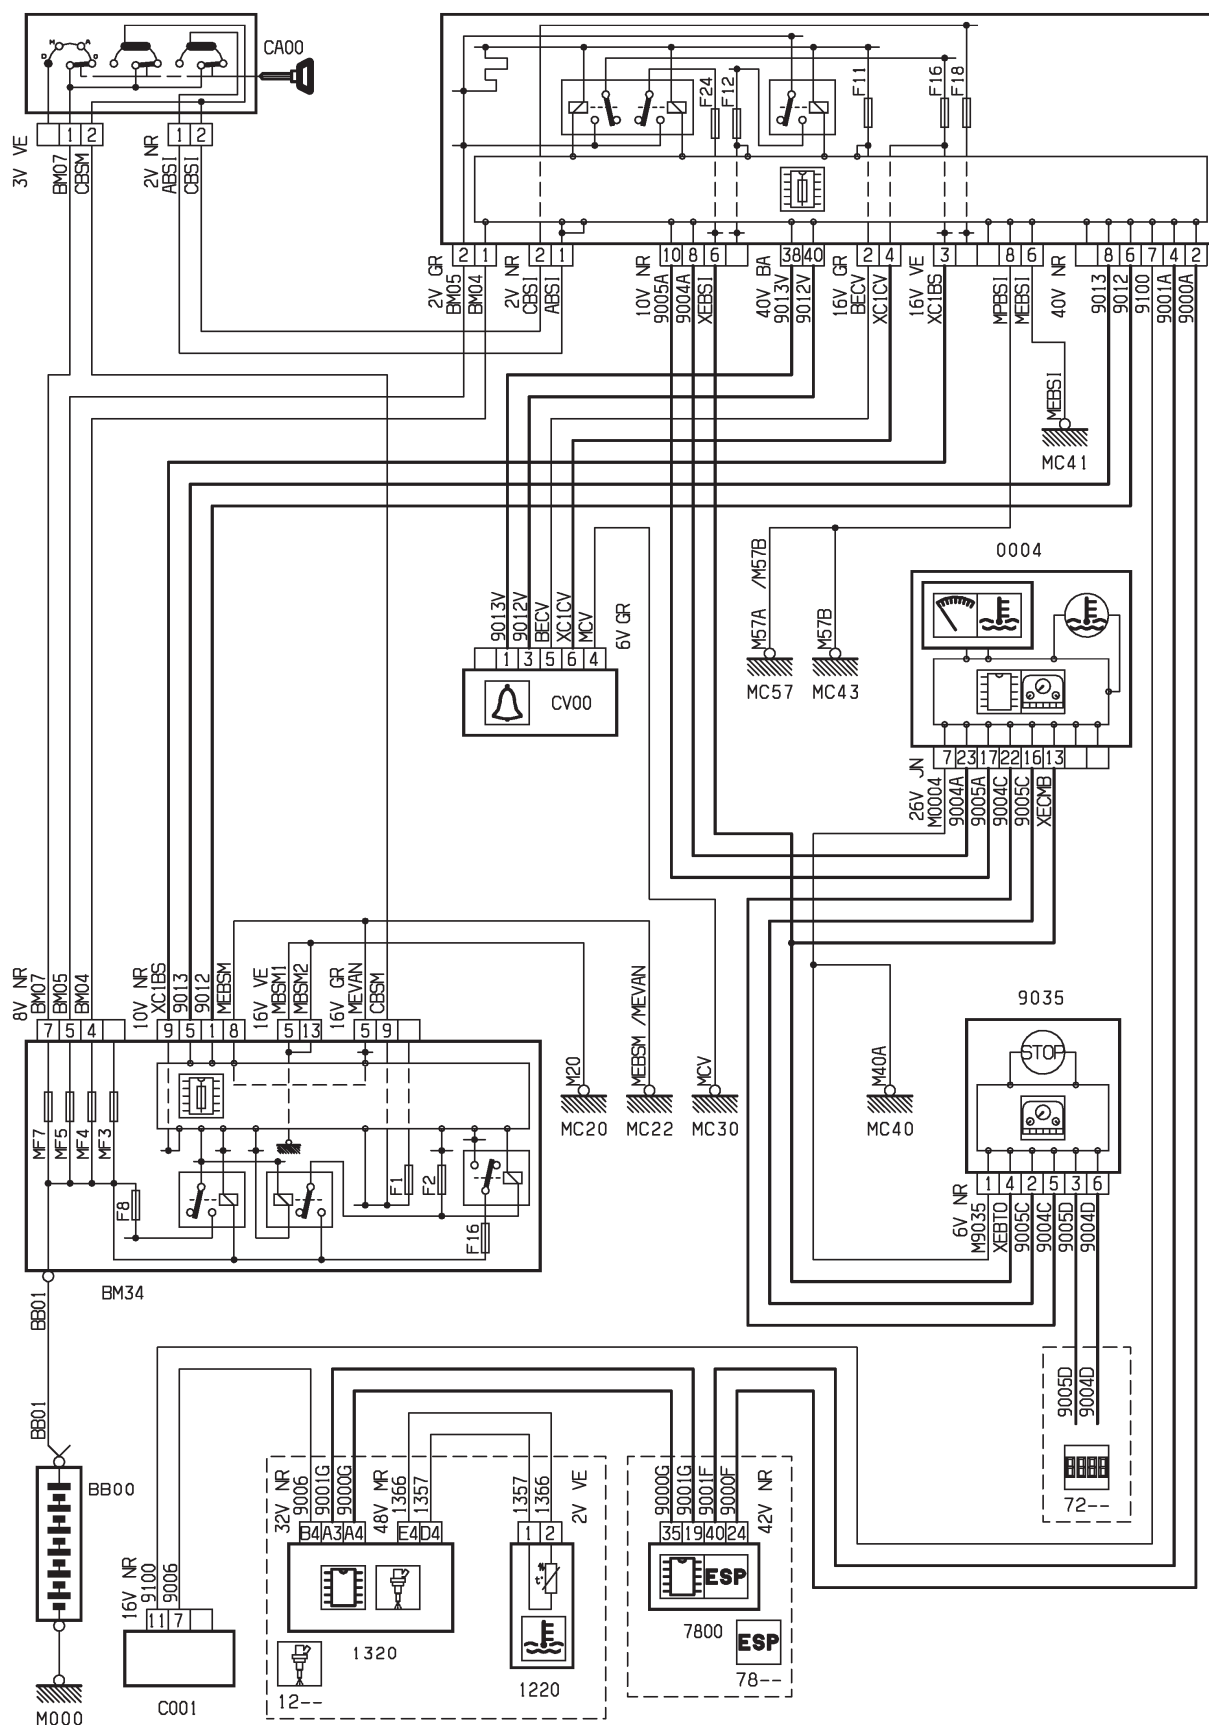 CA00
H A
D D
1 2
1 2
3V VE
BM07
CBSM
2V NR
ABSI
CBSI
F24
F12
F11
F16
F18
2 1
2 1
10 8 6
38 40
2 4
3
8 6
8 6 7 4 2
2V GR
BM05
BM04
2V NR
CBSI
ABSI
10V NR
9005A
9004A
XEBSI
40V BA
9013V
9012V
16V GR
BECV
XC1CV
16V VE
XC1BS
MPBSI
MEBSI
40V NR
9013
9012
9100
9001A
9000A
MEBSI
MC41
9013V
9012V
BECV
XC1CV
MCV
6V GR
1 3 5 6 4
CV00
M57A /M57B
M57B
MC57
MC43
0004
7 23 17 22 16 13
26V JN
M0004
9004A
9005A
9004C
9005C
XECMB
8V NR
BM07
BM05
BM04
10V NR
XC1BS
9013
9012
MEBSM
16V VE
MBSM1
MBSM2
16V GR
MEVAN
CBSM
7 5 4
9 5 1 8
5 13
5 9
MF7
MF5
MF4
MF3
F8
F1
F2
F16
BM34
M20
MEBSM /MEVAN
MCV
M40A
MC20
MC22
MC30
MC40
9035
STOP
1 4 2 5 3 6
6V NR
M9035
XEBTO
9005C
9004C
9005D
9004D
BB01
BB01
BB00
M000
9005D
9004D
72--
16V NR
9100
9006
11 7
C001
32V NR
9006
9001G
9000G
48V MR
1366
1357
B4 A3 A4
E4 D4
1320
12--
1357
1366
2V VE
1 2
t°
1220
9000G
9001G
9001F
9000F
42V NR
35 19 40 24
ESP
7800
ESP
78--